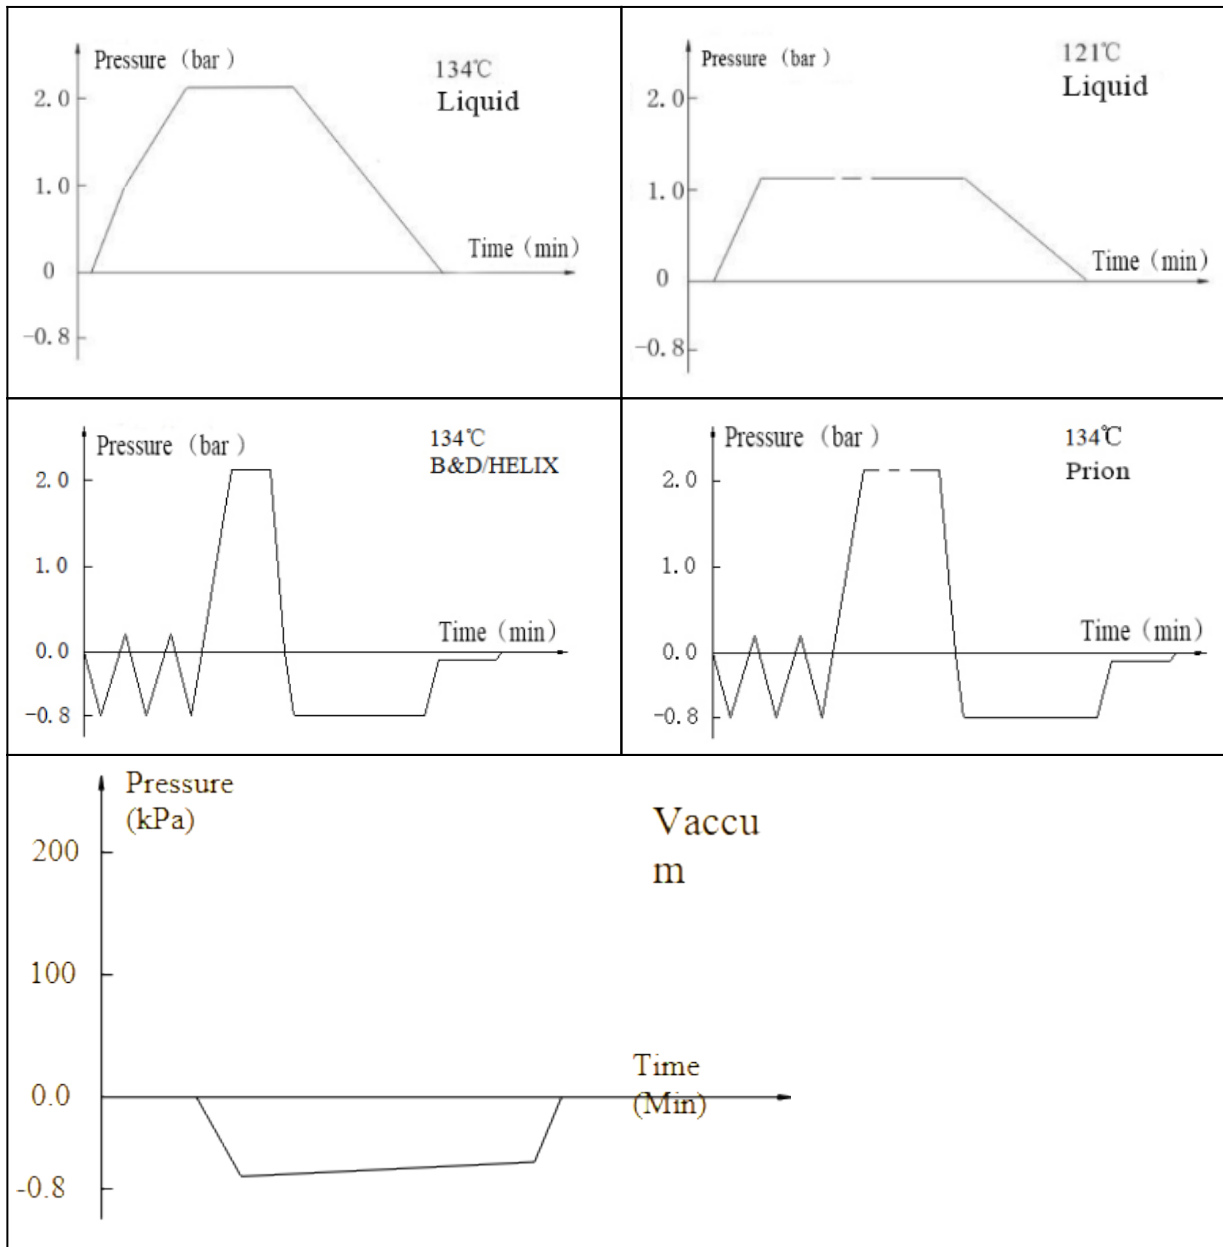 Pressure (bar)
134℃
Liquid
2.0
1.0
Time (min)
0
-0.8
Pressure (bar)
121℃
Liquid
2.0
1.0
Time (min)
0
-0.8
Pressure (bar)
134℃
B&D/HELIX
2.0
1.0
Time (min)
0.0
-0.8
Pressure (bar)
134℃
Prion
2.0
1.0
Time (min)
0.0
-0.8
Pressure
(kPa)
Vaccu
m
200
100
Time
(Min)
0.0
-0.8